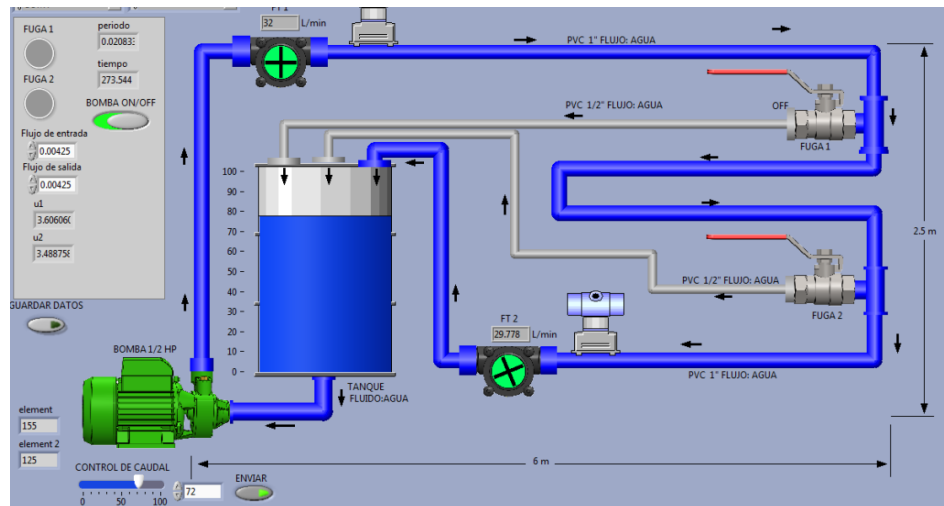 FT 1
32 L/min
FUGA 1
periodo
0.02083
FUGA 2
tiempo
273.544
BOMBA ON/OFF
Flujo de entrada
0.00425
Flujo de salida
0.00425
u1
3.606060
u2
3.488758
GUARDAR DATOS
PVC 1" FLUJO: AGUA
PVC 1/2" FLUJO: AGUA
OFF
FUGA 1
100
90
80
70
60
50
40
30
20
10
0
2.5 m
PVC 1/2" FLUJO: AGUA
FUGA 2
FT 2
29.778 L/min
PVC 1" FLUJO: AGUA
BOMBA 1/2 HP
TANQUE
FLUIDO:AGUA
element
155
element 2
125
6 m
CONTROL DE CAUDAL
0 50 100
72
ENVIAR